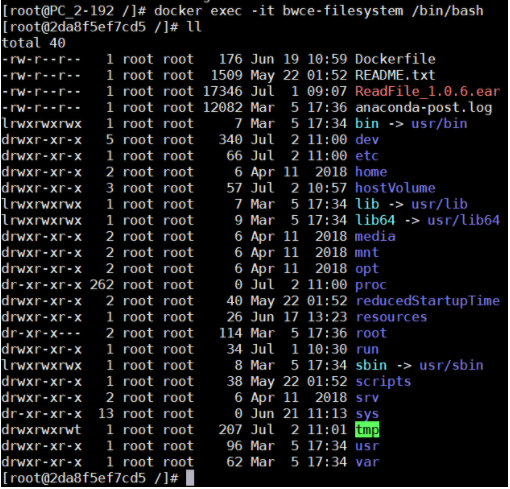 [root@PC_2-192 /]# docker exec -it bwce-filesystem /bin/bash
[root@2da8f5ef7cd5 /]# ll
total 40
-rw-r--r--   1 root root   176 Jun 19 10:59 Dockerfile
-rw-r--r--   1 root root  1509 May 22 01:52 README.txt
-rw-r--r--   1 root root 17346 Jul  1 09:07 ReadFile_1.0.6.ear
-rw-r--r--   1 root root 12082 Mar  5 17:36 anaconda-post.log
lrwxrwxrwx   1 root root     7 Mar  5 17:34 bin -> usr/bin
drwxr-xr-x   5 root root   340 Jul  2 11:00 dev
drwxr-xr-x   1 root root    66 Jul  2 11:00 etc
drwxr-xr-x   2 root root     6 Apr 11  2018 home
drwxr-xr-x   3 root root    57 Jul  2 10:57 hostVolume
lrwxrwxrwx   1 root root     7 Mar  5 17:34 lib -> usr/lib
lrwxrwxrwx   1 root root     9 Mar  5 17:34 lib64 -> usr/lib64
drwxr-xr-x   2 root root     6 Apr 11  2018 media
drwxr-xr-x   2 root root     6 Apr 11  2018 mnt
drwxr-xr-x   2 root root     6 Apr 11  2018 opt
dr-xr-xr-x 262 root root     0 Jul  2 11:00 proc
drwxr-xr-x   2 root root    40 May 22 01:52 reducedStartupTime
drwxr-xr-x   1 root root    26 Jun 17 13:23 resources
dr-xr-x---   2 root root   114 Mar  5 17:36 root
drwxr-xr-x   1 root root    34 Jul  1 10:30 run
lrwxrwxrwx   1 root root     8 Mar  5 17:34 sbin -> usr/sbin
drwxr-xr-x   1 root root    38 May 22 01:52 scripts
drwxr-xr-x   2 root root     6 Apr 11  2018 srv
dr-xr-xr-x  13 root root     0 Jun 21 11:13 sys
drwxrwxrwt   1 root root   207 Jul  2 11:01 tmp
drwxr-xr-x   1 root root    96 Mar  5 17:34 usr
drwxr-xr-x   1 root root    62 Mar  5 17:34 var
[root@2da8f5ef7cd5 /]#